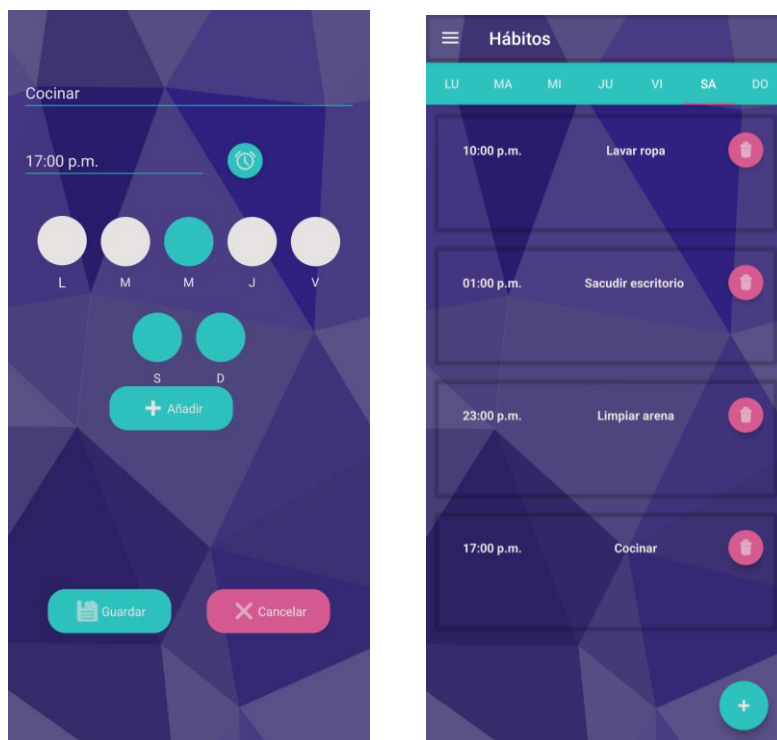 Cocinar
17:00 p.m.
L M M J V
S D
Añadir
Guardar Cancelar
Hábitos
LU MA MI JU VI SA DO
10:00 p.m. Lavar ropa
01:00 p.m. Sacudir escritorio
23:00 p.m. Limpiar arena
17:00 p.m. Cocinar